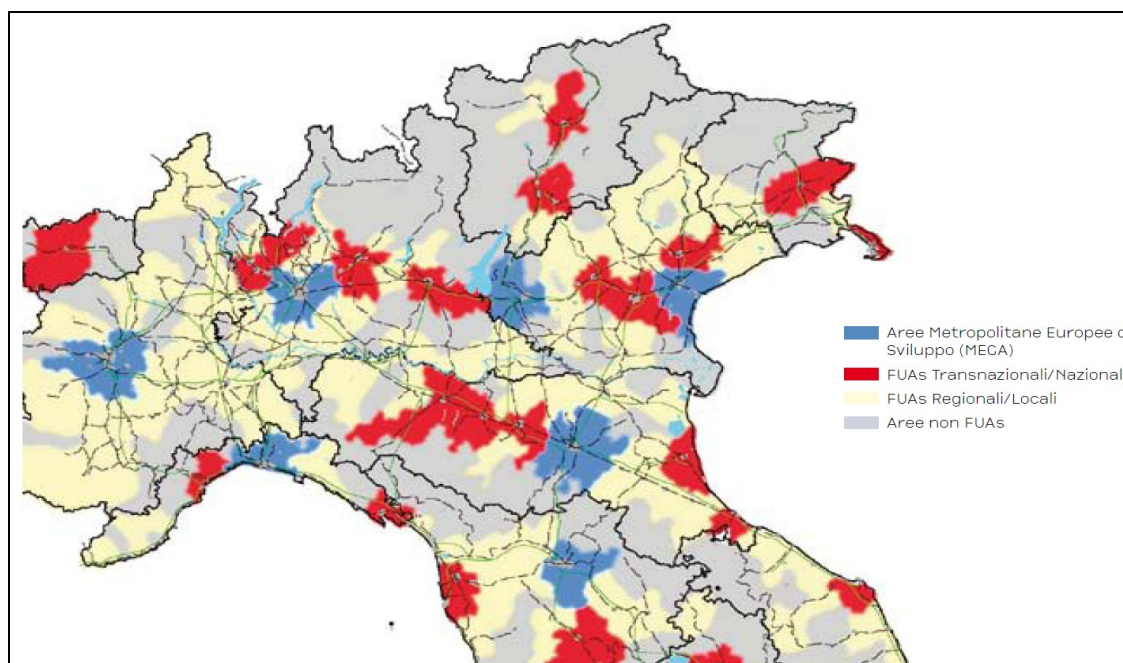 Aree Metropolitane Europee d
Sviluppo (MEGA)
FUAs Transnazionali/Nazional
FUAs Regionali/Locali
Aree non FUAs